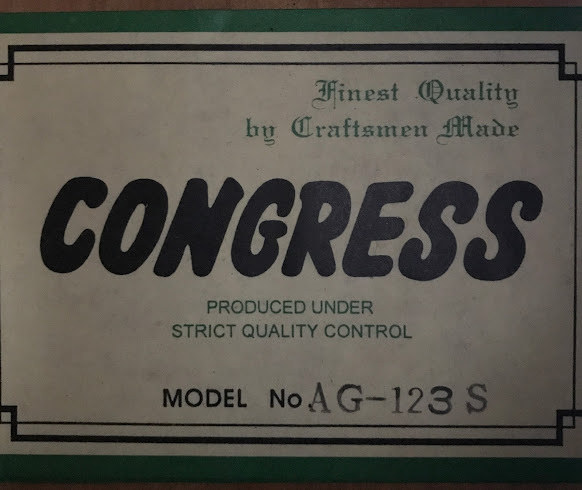 Finest Quality
by Craftsmen Made
CONGRESS
PRODUCED UNDER
STRICT QUALITY CONTROL
MODEL No AG-123 S